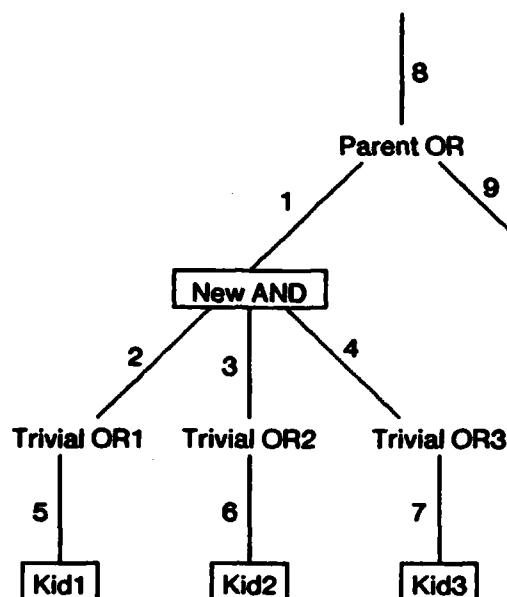 8
Parent OR
1 9
New AND
2 3 4
Trivial OR1 Trivial OR2 Trivial OR3
5 6 7
Kid1 Kid2 Kid3